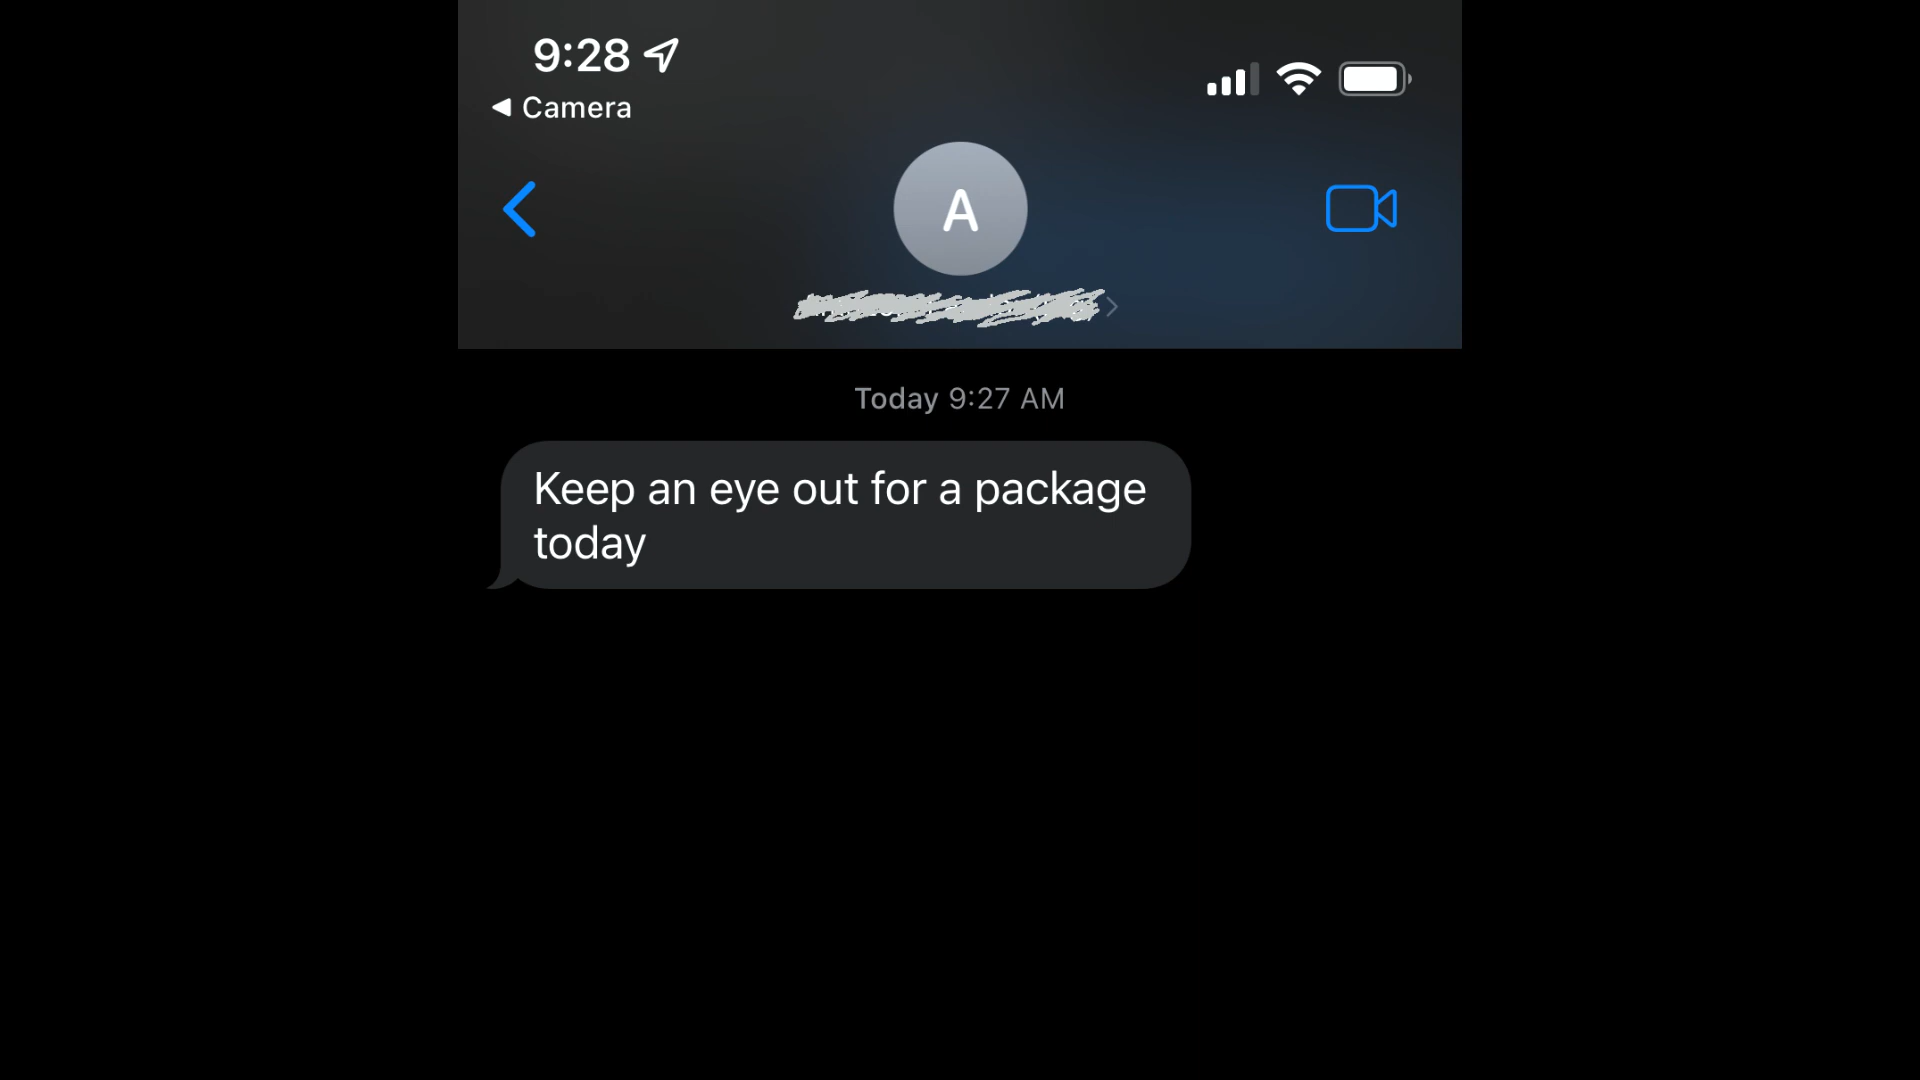 9:28
Camera
A
Today 9:27 AM
Keep an eye out for a package
today